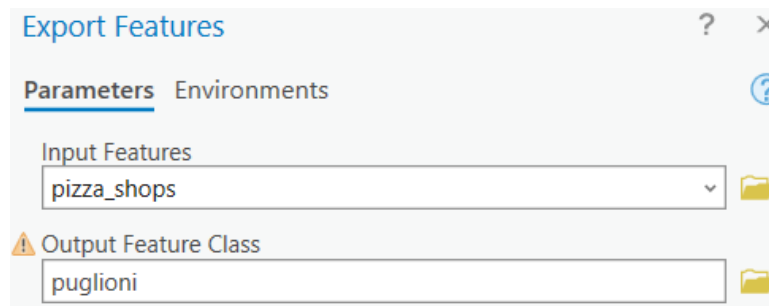 Export Features ? ×
Parameters Environments ?
Input Features
pizza_shops
Output Feature Class
puglioni